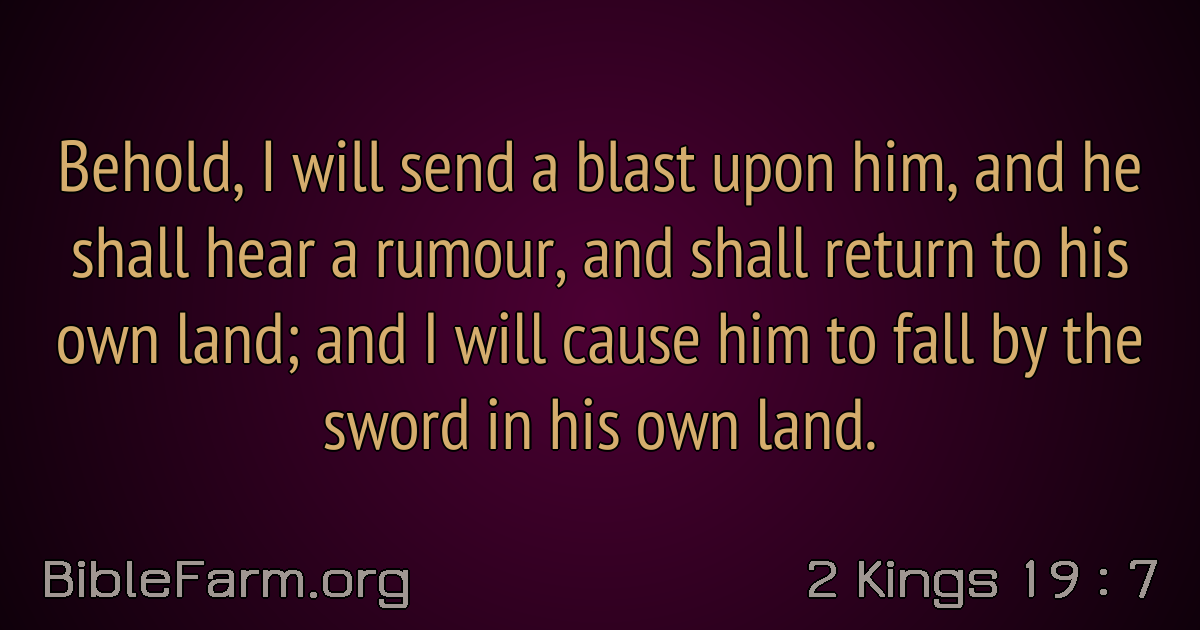 Behold, I will send a blast upon him, and he
shall hear a rumour, and shall return to his
own land; and I will cause him to fall by the
sword in his own land.
BibleFarm.org
2 Kings 19 : 7